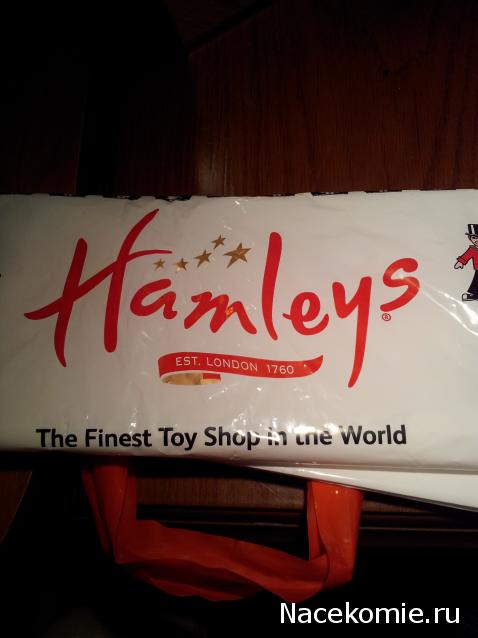 Hamleys®
EST. LONDON 1760
The Finest Toy Shop in the World
Nacekomie.ru